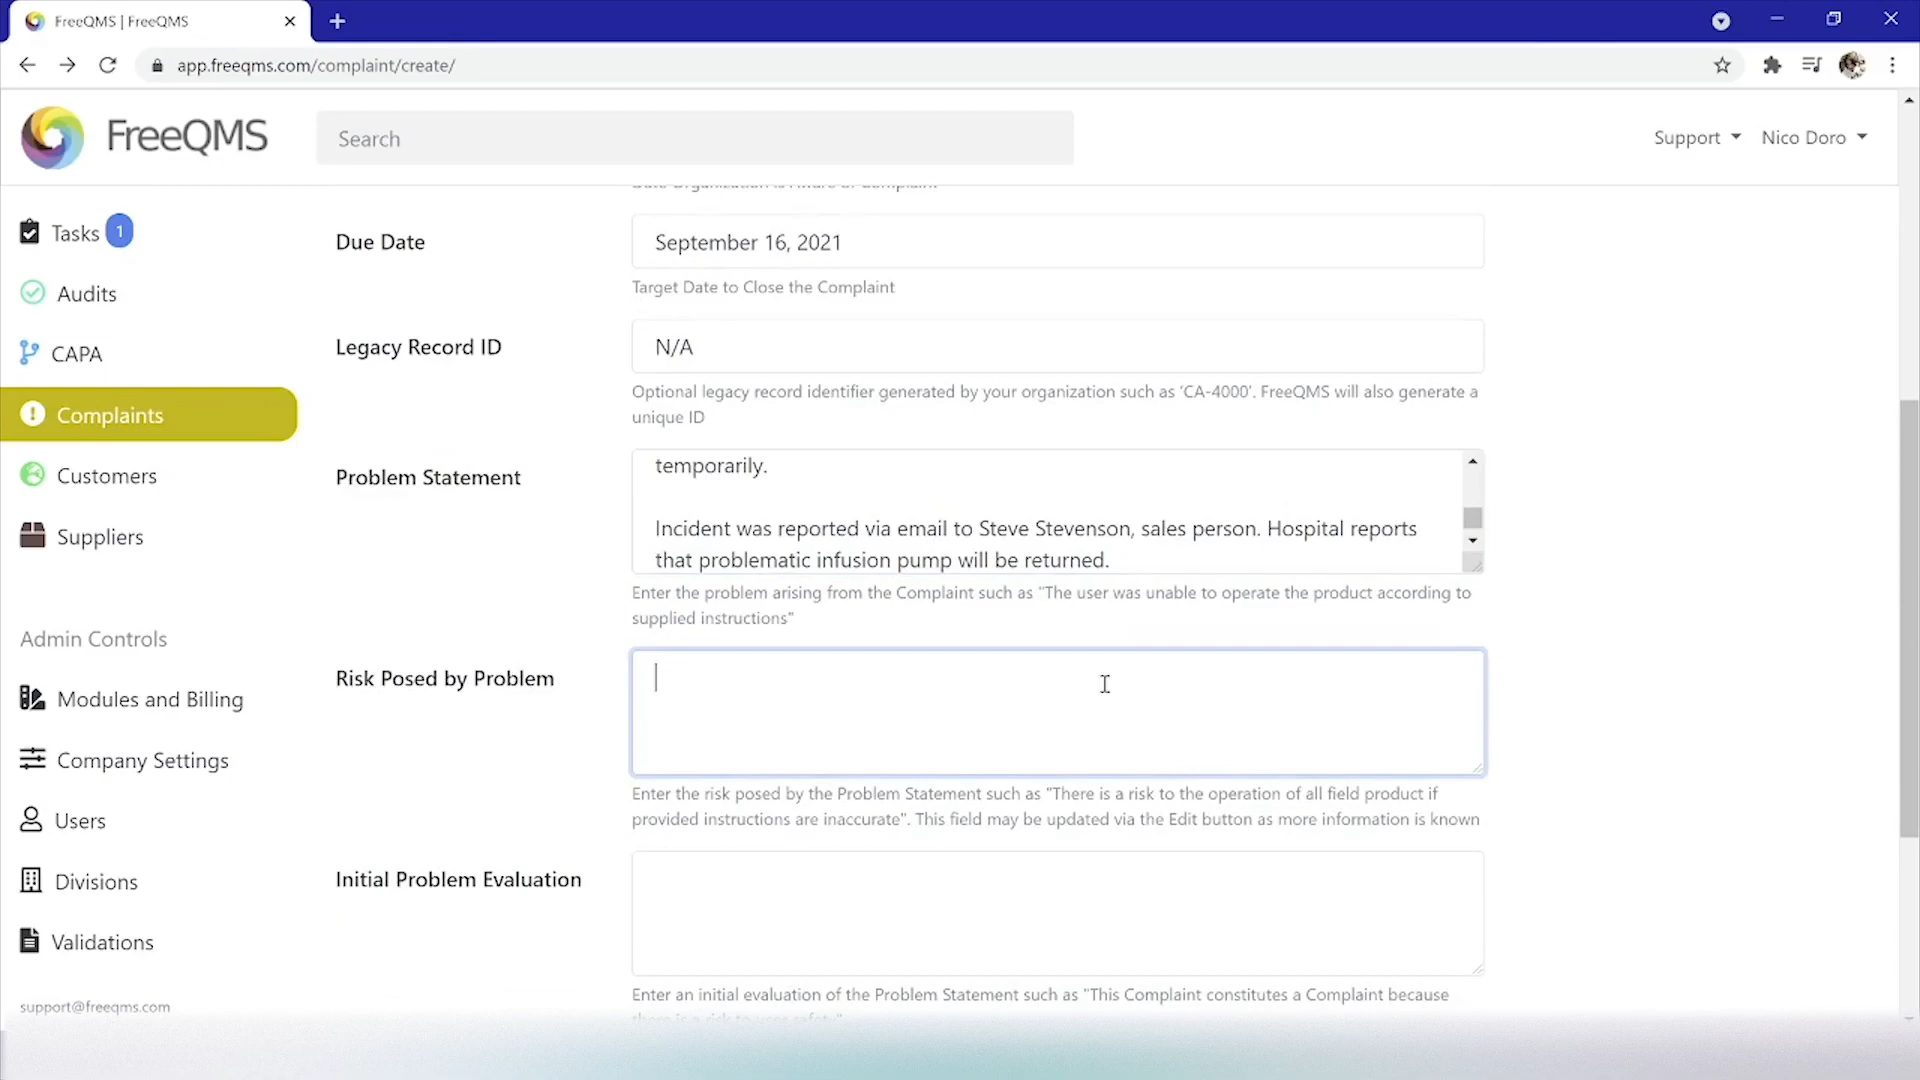 FreeQMS | FreeQMS
app.freeqms.com/complaint/create/
FreeQMS
Search
Support
Nico Doro
Tasks 1
Audits
CAPA
Complaints
Customers
Suppliers
Admin Controls
Modules and Billing
Company Settings
Users
Divisions
Validations
support@freeqms.com
Due Date
September 16, 2021
Target Date to Close the Complaint
Legacy Record ID
N/A
Optional legacy record identifier generated by your organization such as 'CA-4000'. FreeQMS will also generate a
unique ID
Problem Statement
temporarily.
Incident was reported via email to Steve Stevenson, sales person. Hospital reports
that problematic infusion pump will be returned.
Enter the problem arising from the Complaint such as "The user was unable to operate the product according to
supplied instructions"
Risk Posed by Problem
Enter the risk posed by the Problem Statement such as "There is a risk to the operation of all field product if
provided instructions are inaccurate". This field may be updated via the Edit button as more information is known
Initial Problem Evaluation
Enter an initial evaluation of the Problem Statement such as "This Complaint constitutes a Complaint because